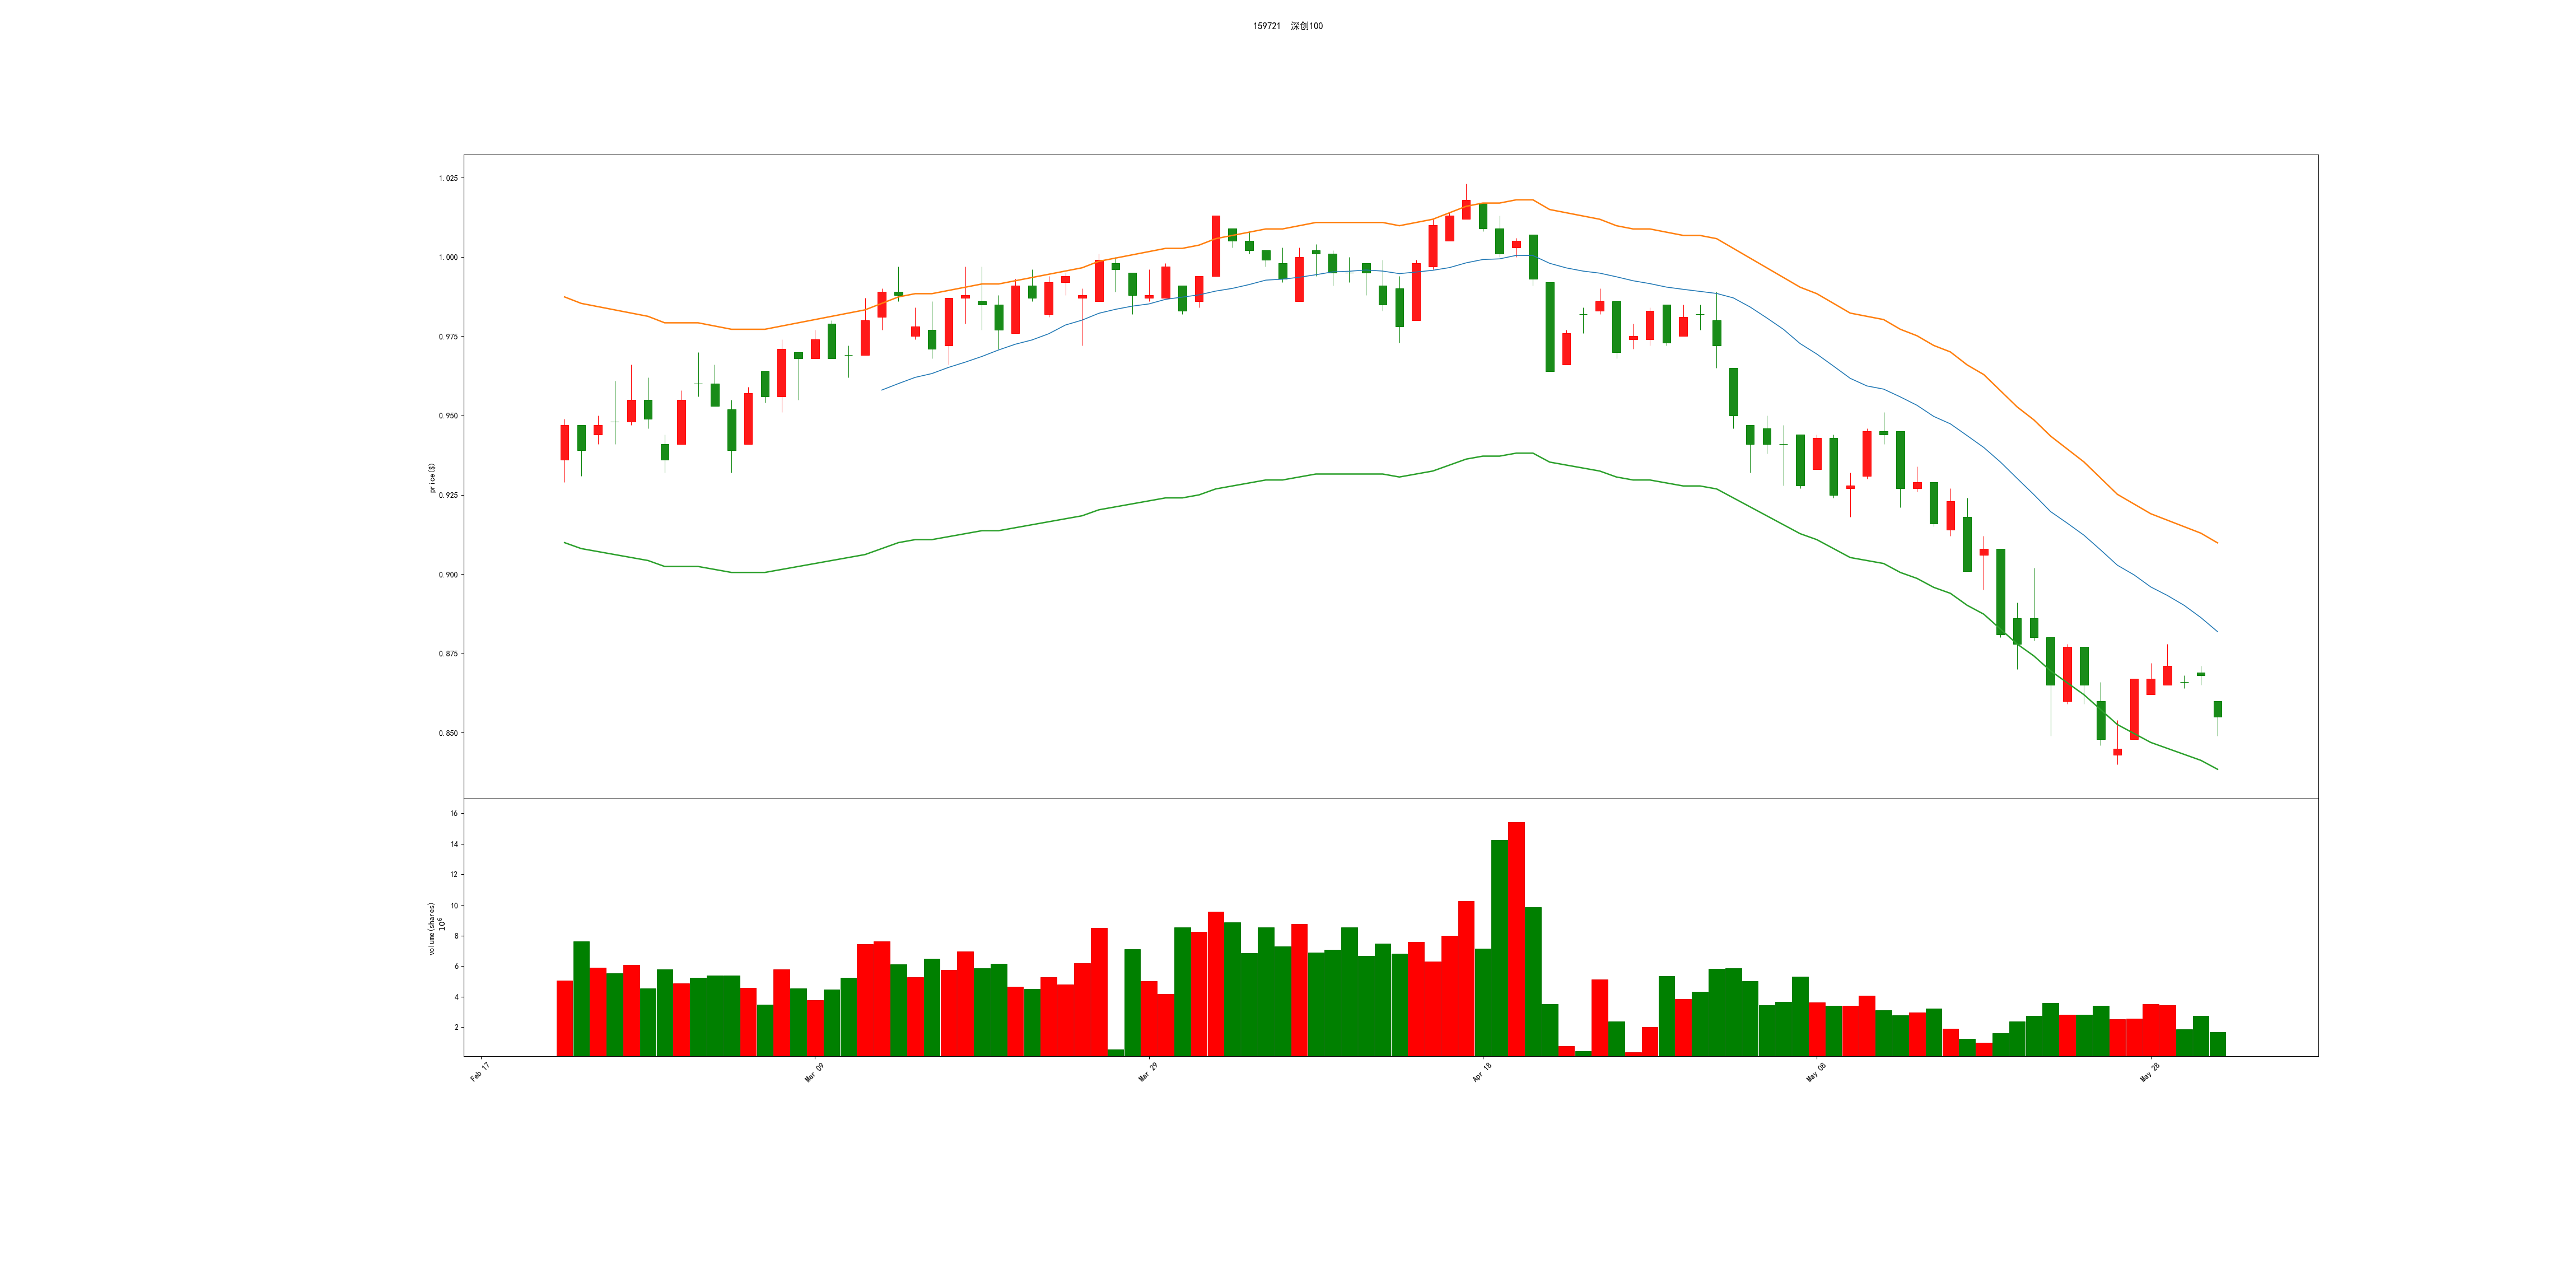 159721 深创100
1.025
1.000
0.975
0.950
0.925
0.900
0.875
0.850
price($)
16
14
12
10
8
6
4
2
volume(shares)
10^6
Feb 17
Mar 09
Mar 29
Apr 18
May 08
May 28